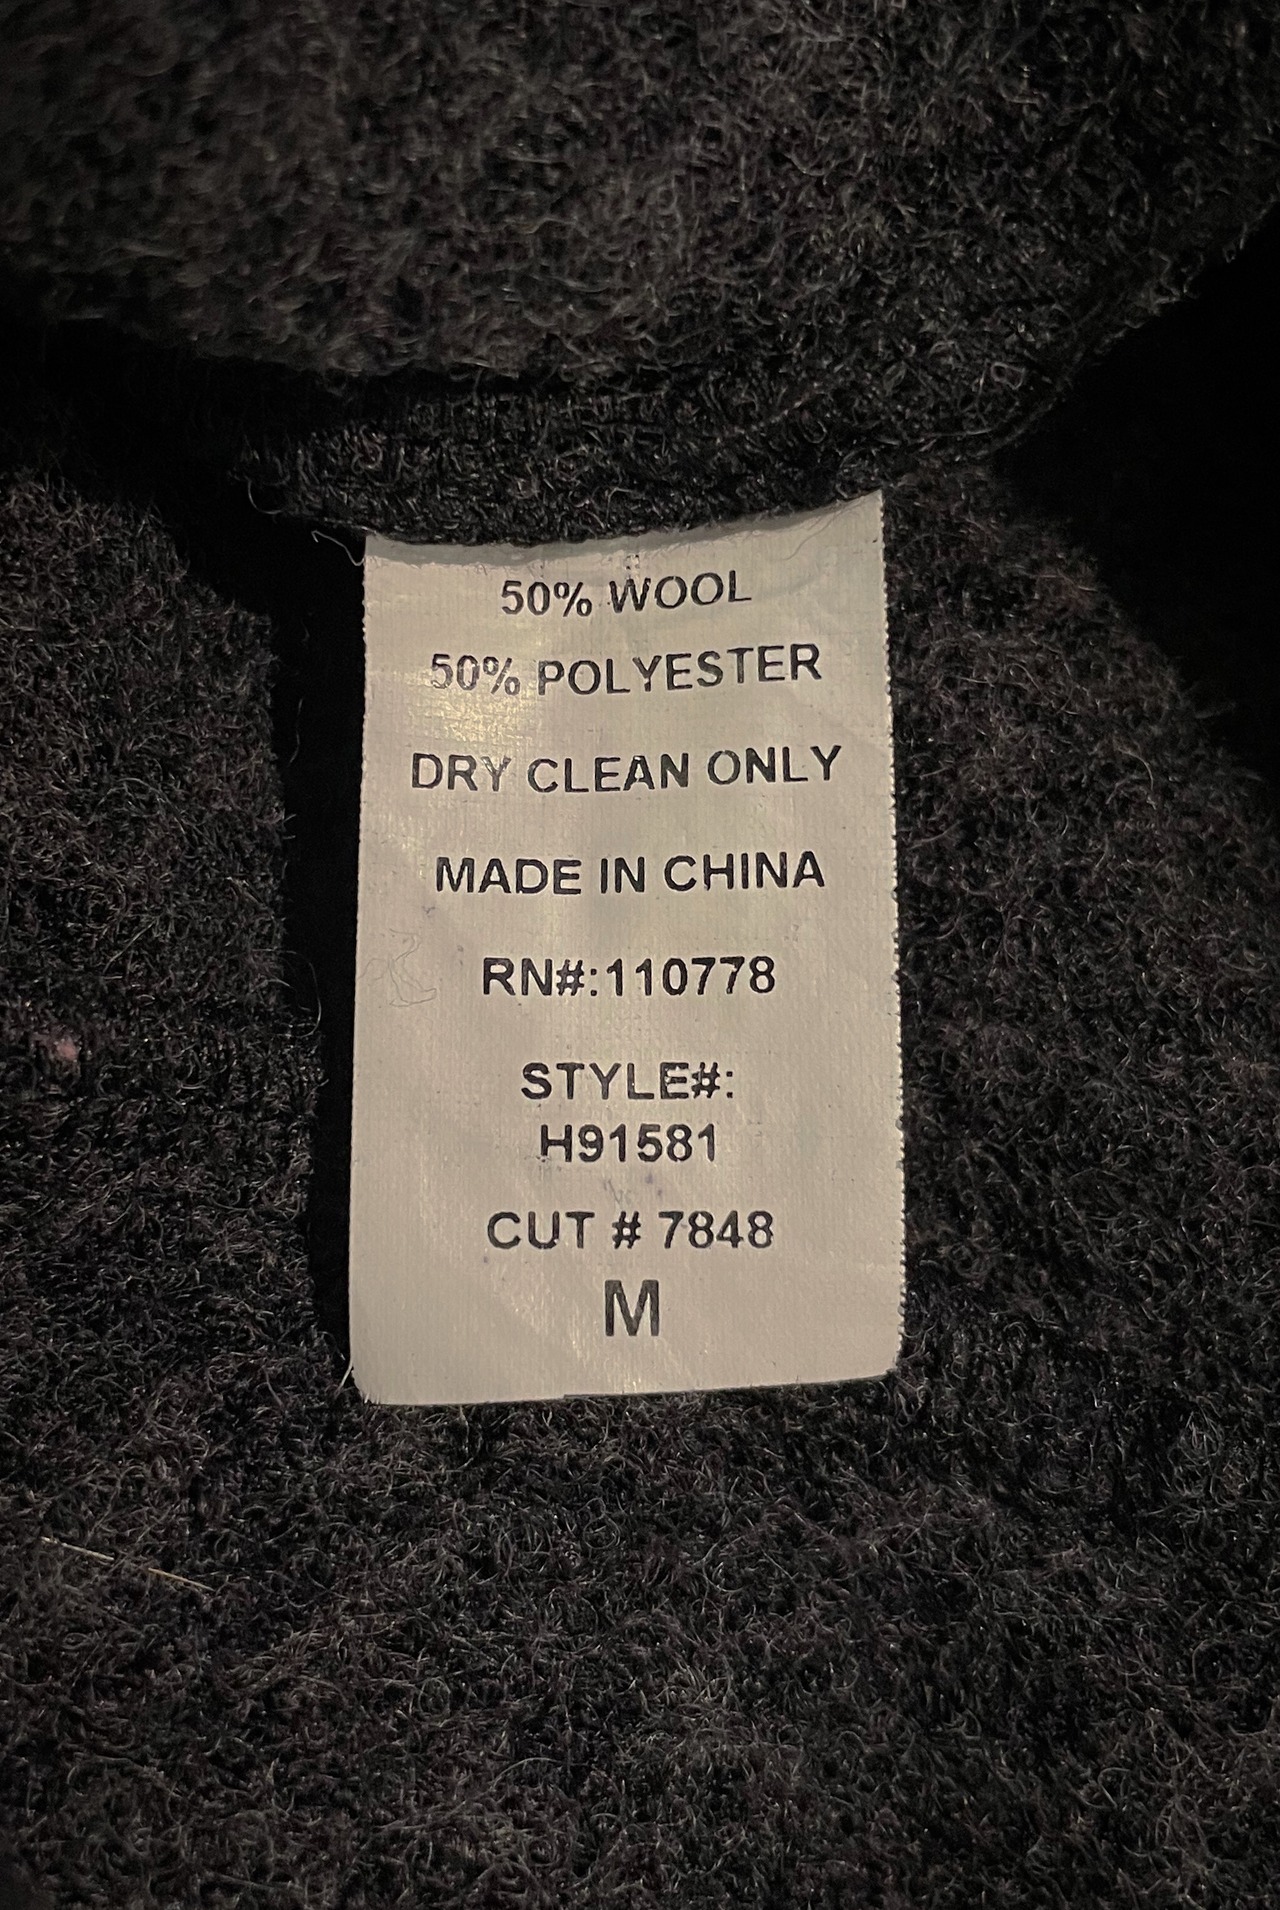 50% WOOL
50% POLYESTER
DRY CLEAN ONLY
MADE IN CHINA
RN#:110778
STYLE#:
H91581
CUT # 7848
M